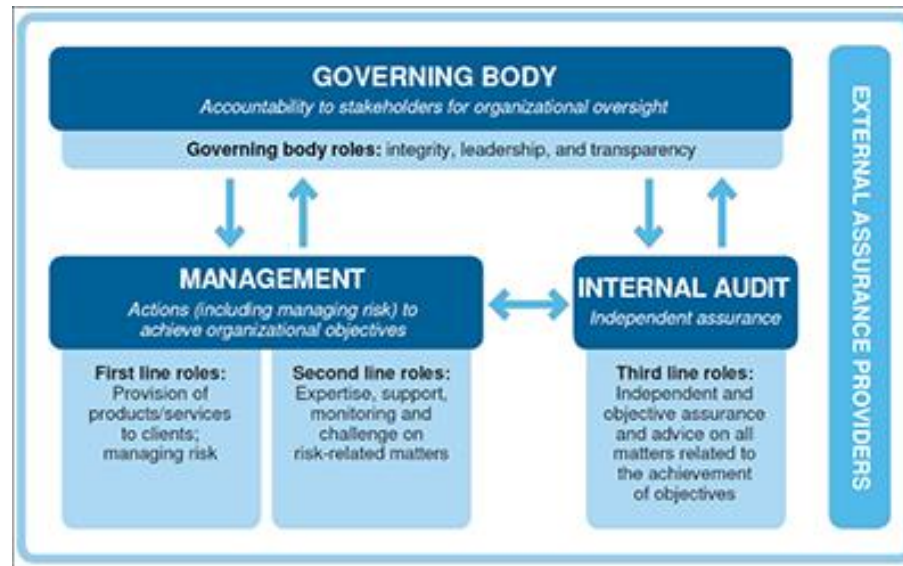 GOVERNING BODY
Accountability to stakeholders for organizational oversight
Governing body roles: integrity, leadership, and transparency
MANAGEMENT
Actions (including managing risk) to
achieve organizational objectives
First line roles:
Provision of
products/services
to clients;
managing risk
Second line roles:
Expertise, support,
monitoring and
challenge on
risk-related matters
INTERNAL AUDIT
Independent assurance
Third line roles:
Independent and
objective assurance
and advice on all
matters related to
the achievement
of objectives
EXTERNAL ASSURANCE PROVIDERS